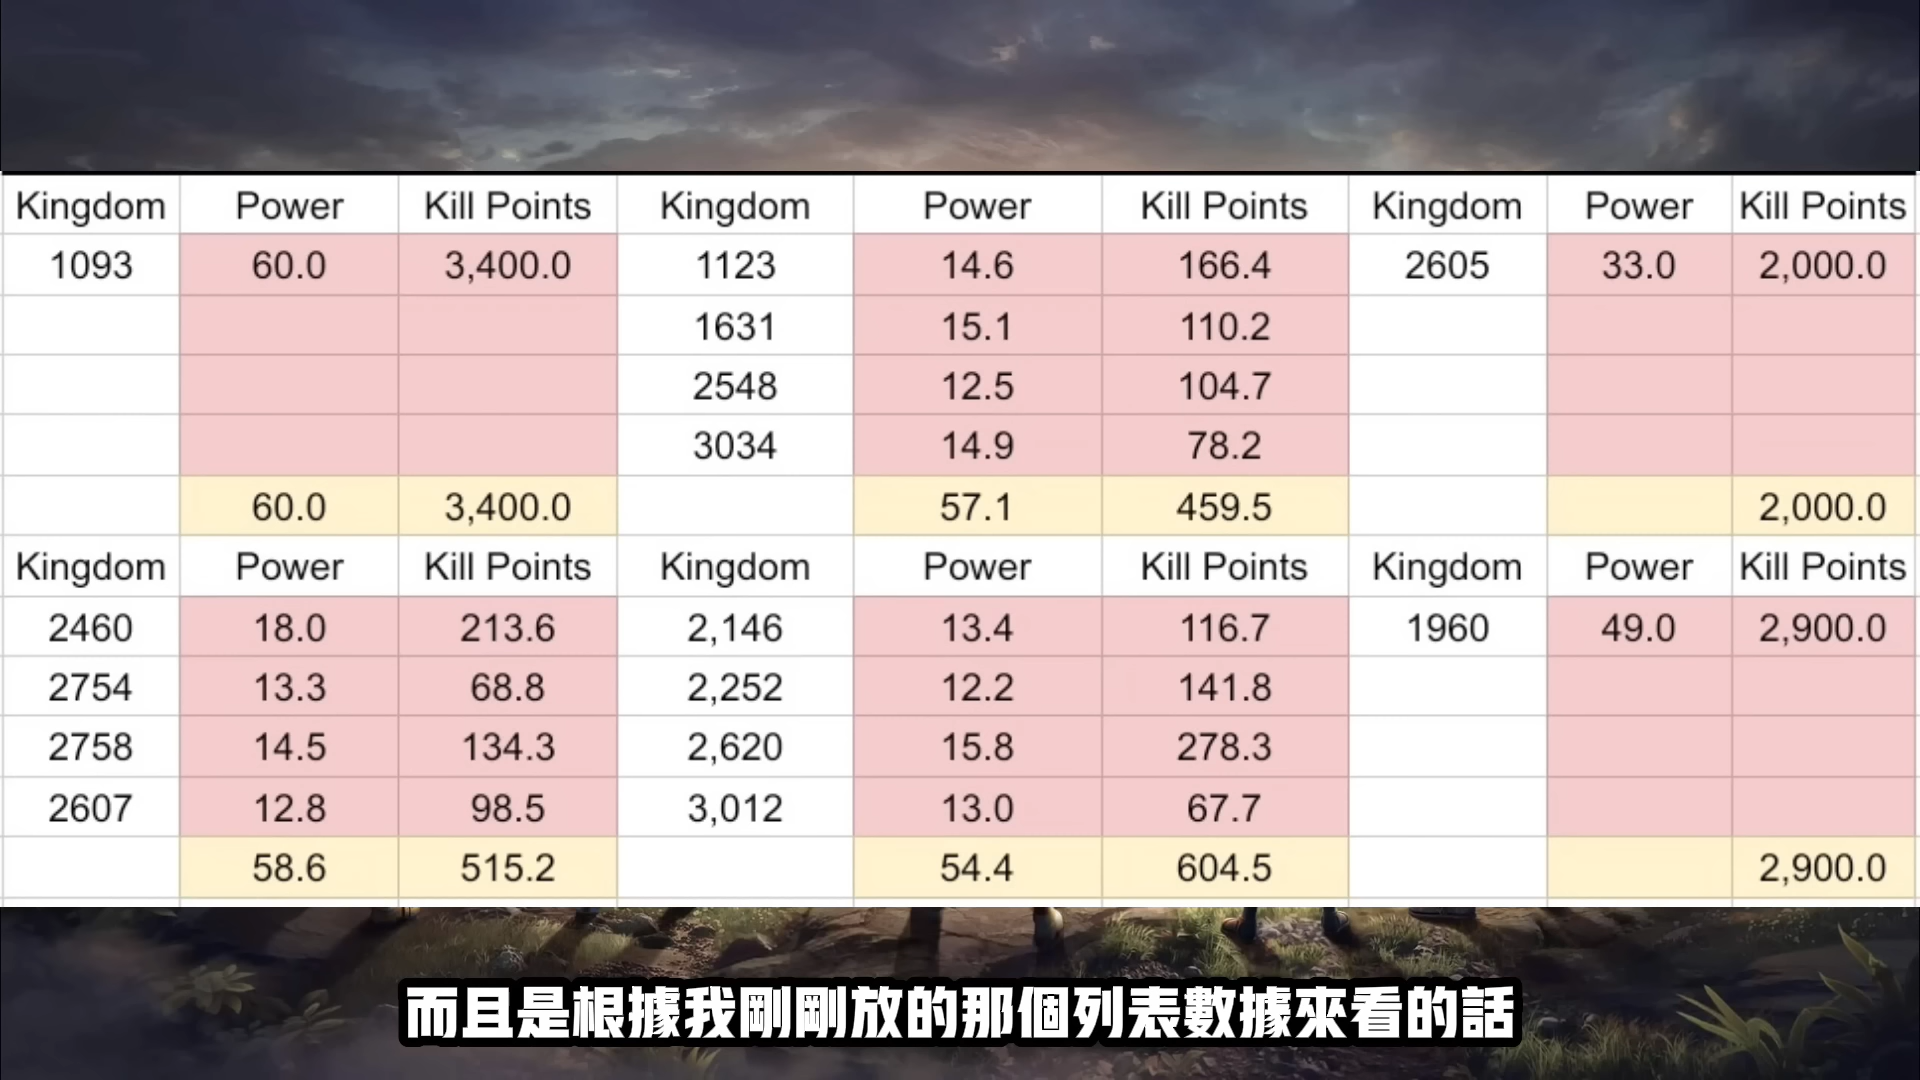 Kingdom Power Kill Points Kingdom Power Kill Points Kingdom Power Kill Points
1093 60.0 3,400.0 1123 14.6 166.4 2605 33.0 2,000.0
1631 15.1 110.2
2548 12.5 104.7
3034 14.9 78.2
60.0 3,400.0 57.1 459.5 2,000.0
Kingdom Power Kill Points Kingdom Power Kill Points Kingdom Power Kill Points
2460 18.0 213.6 2,146 13.4 116.7 1960 49.0 2,900.0
2754 13.3 68.8 2,252 12.2 141.8
2758 14.5 134.3 2,620 15.8 278.3
2607 12.8 98.5 3,012 13.0 67.7
58.6 515.2 54.4 604.5 2,900.0
而且是根據我剛剛放的那個列表數據來看的話